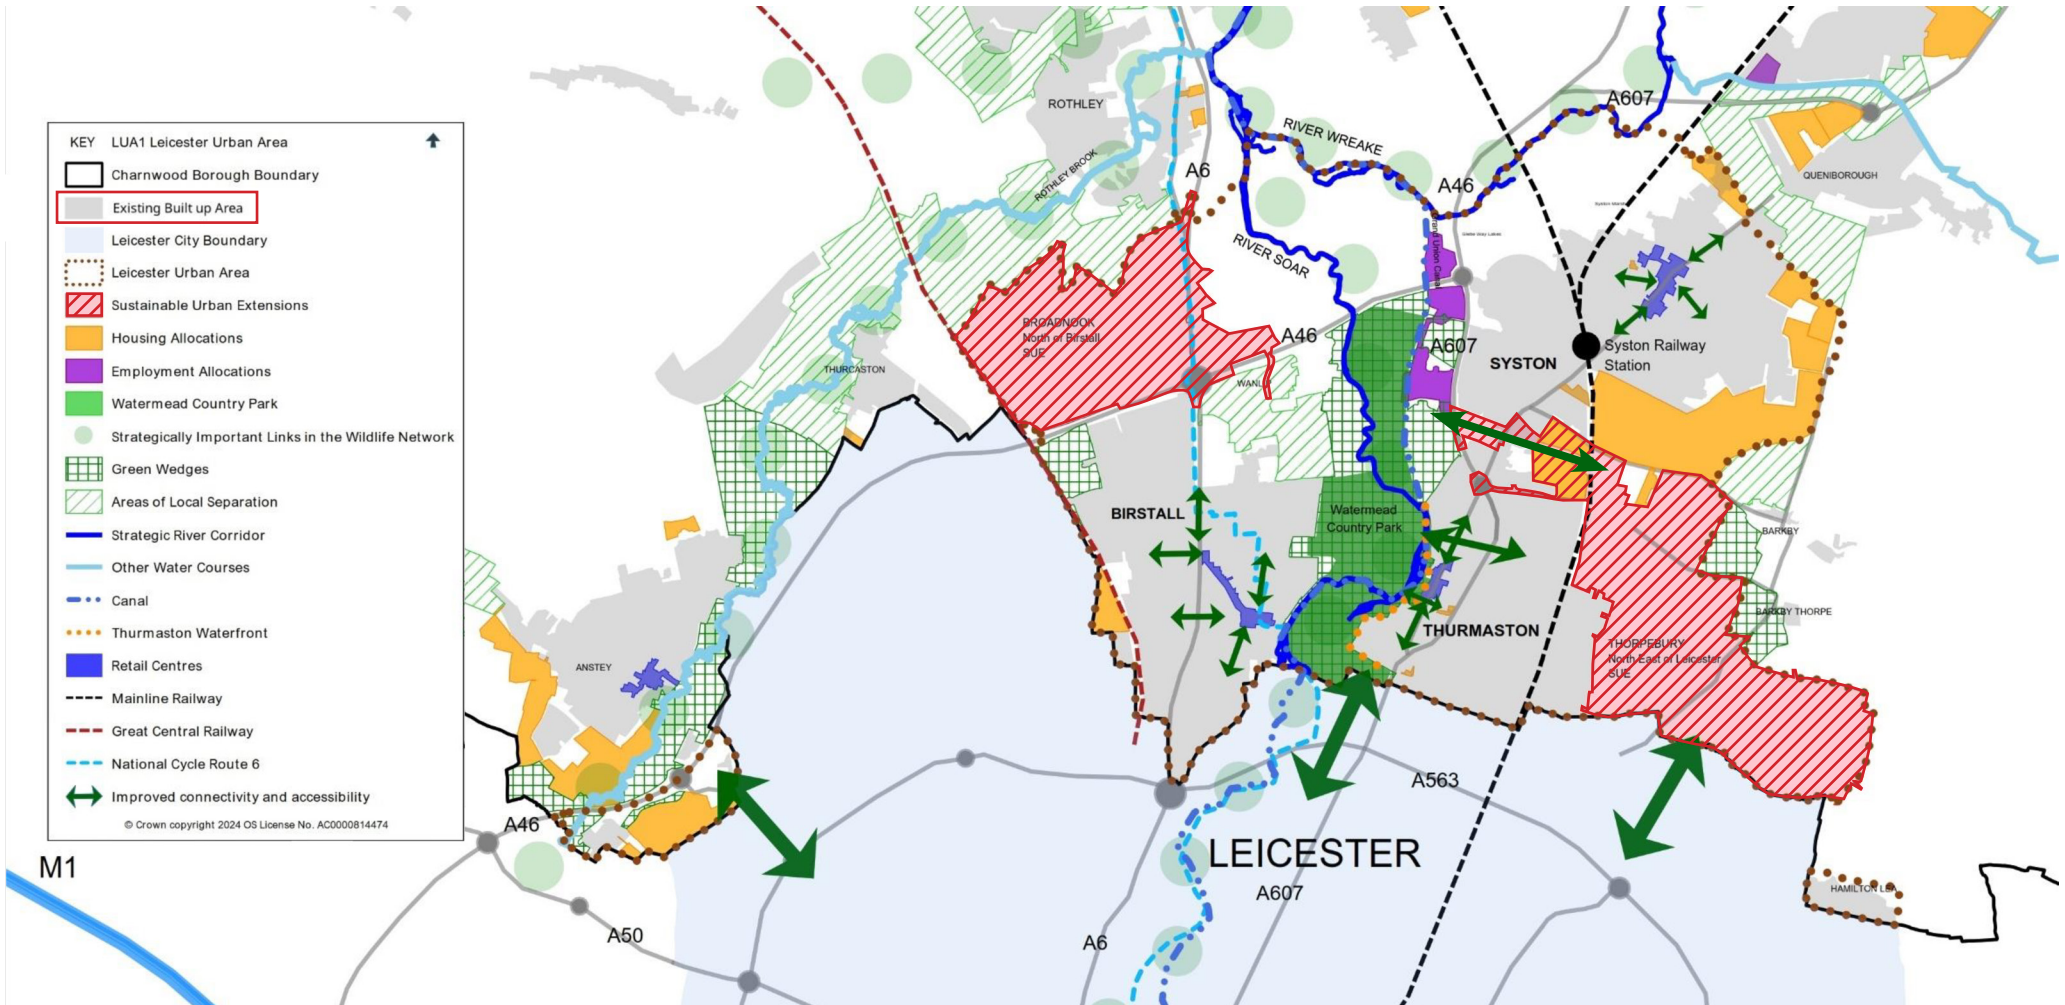 KEY LUA1 Leicester Urban Area
Charnwood Borough Boundary
Existing Built up Area
Leicester City Boundary
Leicester Urban Area
Sustainable Urban Extensions
Housing Allocations
Employment Allocations
Watermead Country Park
Strategically Important Links in the Wildlife Network
Green Wedges
Areas of Local Separation
Strategic River Corridor
Other Water Courses
Canal
Thurmaston Waterfront
Retail Centres
Mainline Railway
Great Central Railway
National Cycle Route 6
Improved connectivity and accessibility
© Crown copyright 2024 OS License No. AC0000814474
ROTHLEY
ROTHLEY BROOK
A6
RIVER WREAKE
A607
A46
QUENIBOROUGH
RIVER SOAR
Grand Union Canal
BROADNOOK
North of Birstall
SUE
A46
A607
SYSTON
Syston Railway
Station
THURCASTON
WANLIP
BIRSTALL
Watermead
Country Park
BARKBY
BARKBY THORPE
THURMASTON
THORPEBURY
North East of Leicester
SUE
ANSTEY
A46
A563
LEICESTER
A607
M1
A50
A6
HAMILTON LEA